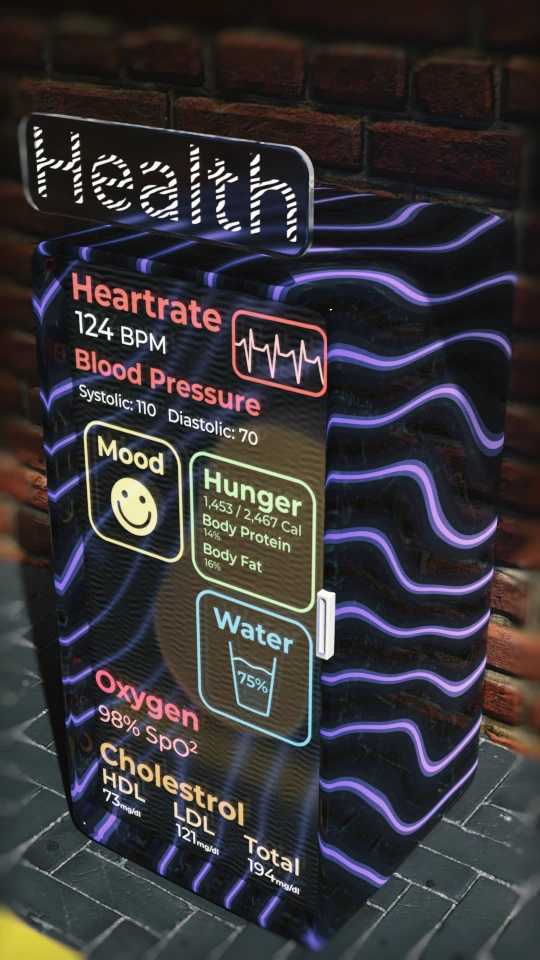 Health
Heartrate
124 BPM
Blood Pressure
Systolic: 110 Diastolic: 70
Mood
Hunger
1,453 / 2,467 Cal
Body Protein
14%
Body Fat
16%
Water
75%
Oxygen
98% SpO²
Cholestrol
HDL LDL Total
73mg/dl 121mg/dl 194mg/dl